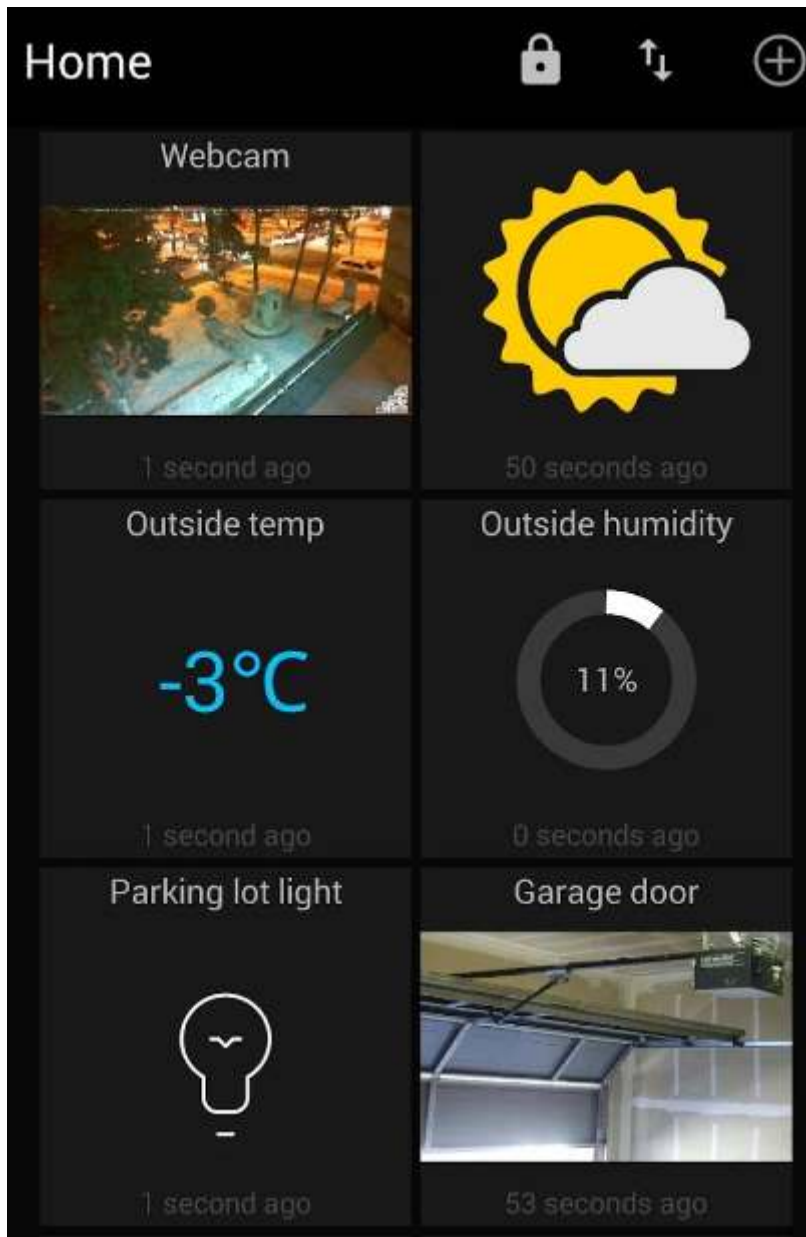 Home
Webcam
1 second ago
50 seconds ago
Outside temp
Outside humidity
-3°C
11%
1 second ago
0 seconds ago
Parking lot light
Garage door
1 second ago
53 seconds ago